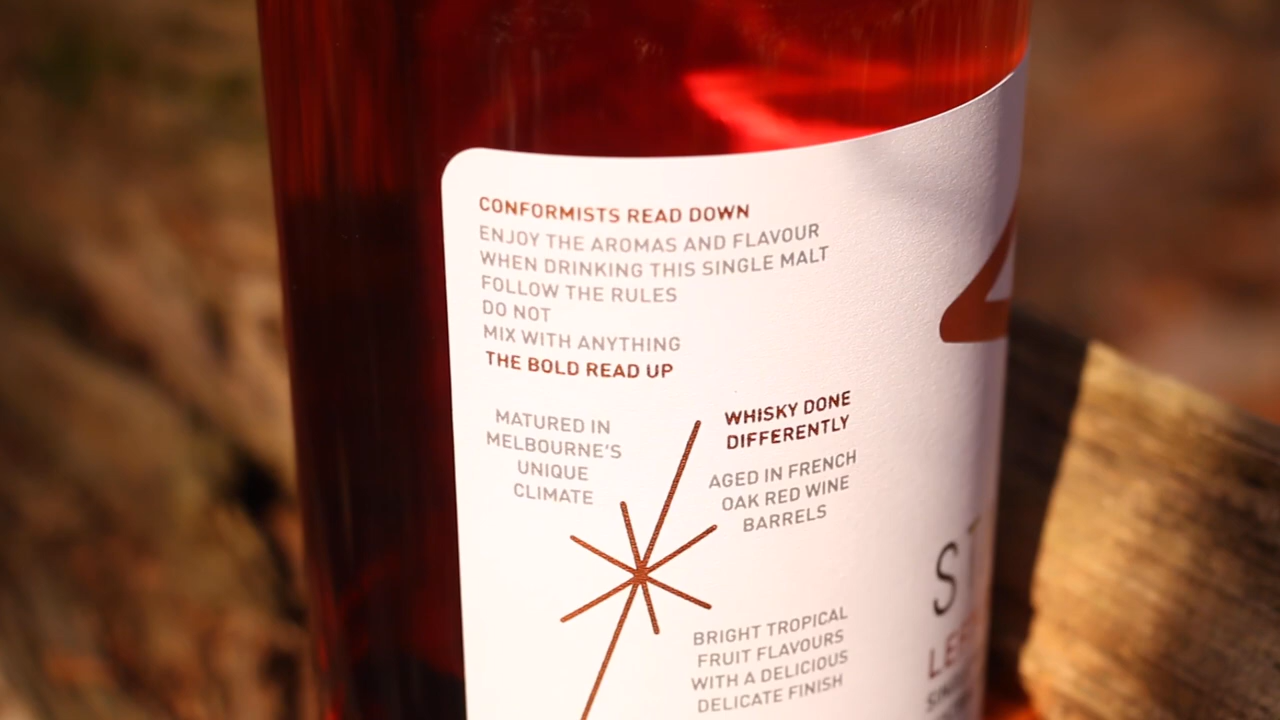 CONFORMISTS READ DOWN
ENJOY THE AROMAS AND FLAVOUR
WHEN DRINKING THIS SINGLE MALT
FOLLOW THE RULES
DO NOT
MIX WITH ANYTHING
THE BOLD READ UP
MATURED IN
MELBOURNE'S
UNIQUE
CLIMATE
WHISKY DONE
DIFFERENTLY
AGED IN FRENCH
OAK RED WINE
BARRELS
BRIGHT TROPICAL
FRUIT FLAVOURS
WITH A DELICIOUS
DELICATE FINISH